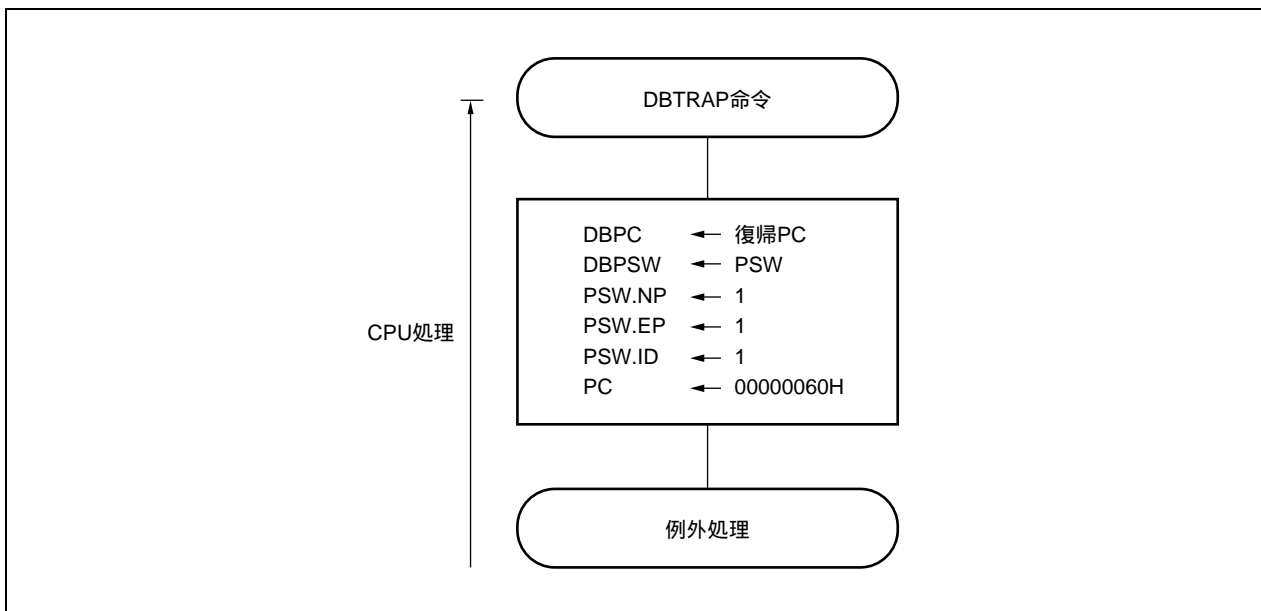 DBTRAP命令
DBPC ← 復帰PC
DBPSW ← PSW
PSW.NP ← 1
PSW.EP ← 1
PSW.ID ← 1
PC ← 00000060H
CPU処理
例外処理